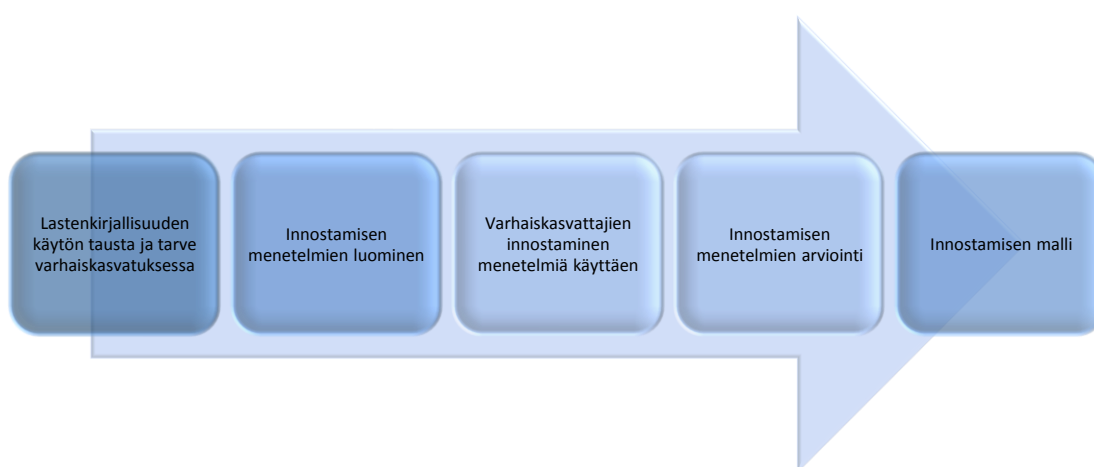 Lastenkirjallisuuden
käytön tausta ja tarve
varhaiskasvatuksessa
Innostamisen
menetelmien luominen
Varhaiskasvattajien
innostaminen
menetelmiä käyttäen
Innostamisen
menetelmien arviointi
Innostamisen malli